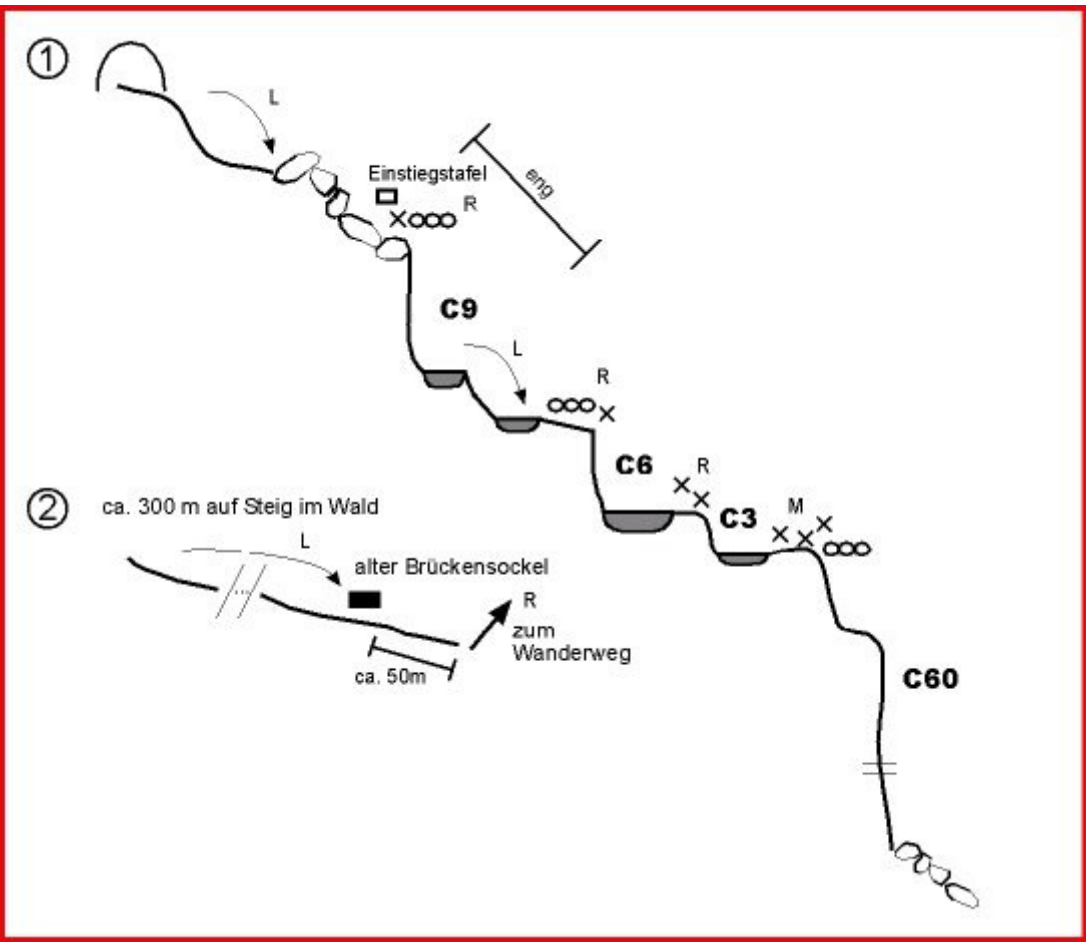 ①
L
Einstiegstafel
R
eng
C9
L
R
C6
R
C3
M
C60
②
ca. 300 m auf Steig im Wald
L
alter Brückensockel
R
zum
Wanderweg
ca. 50m